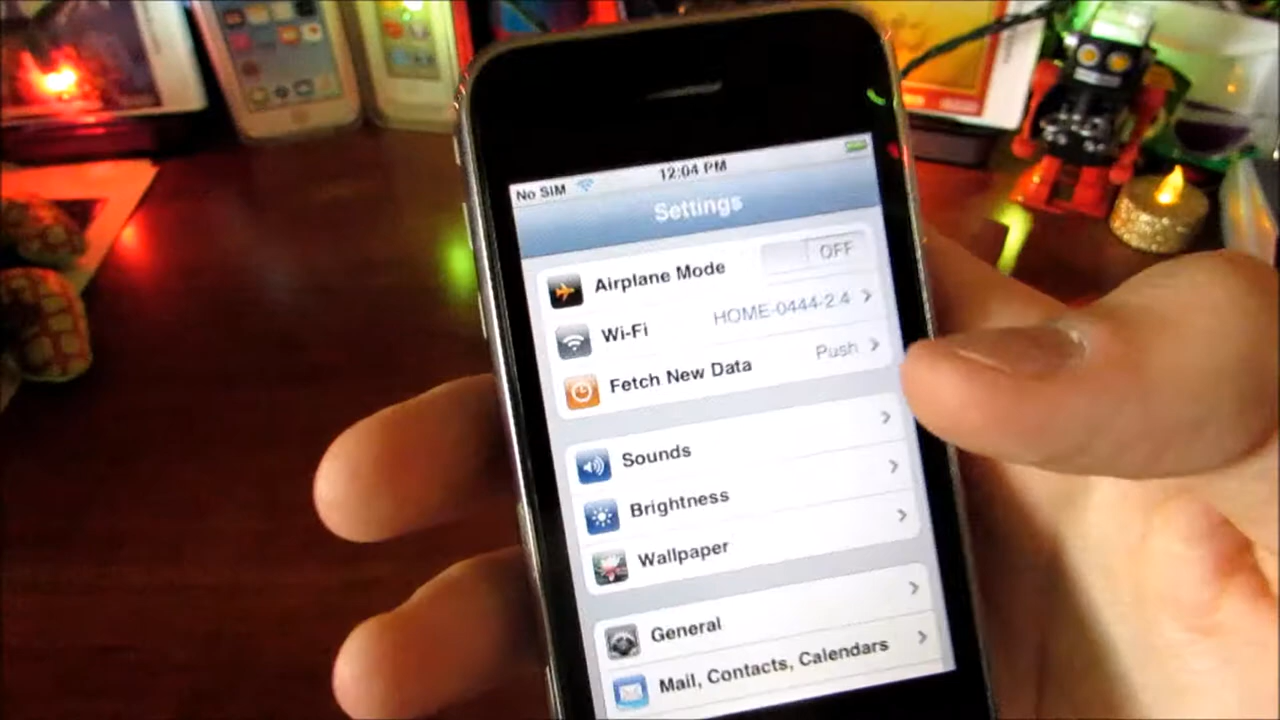 No SIM 12:04 PM
Settings
Airplane Mode OFF
Wi-Fi HOME-0444-2.4
Fetch New Data Push
Sounds
Brightness
Wallpaper
General
Mail, Contacts, Calendars